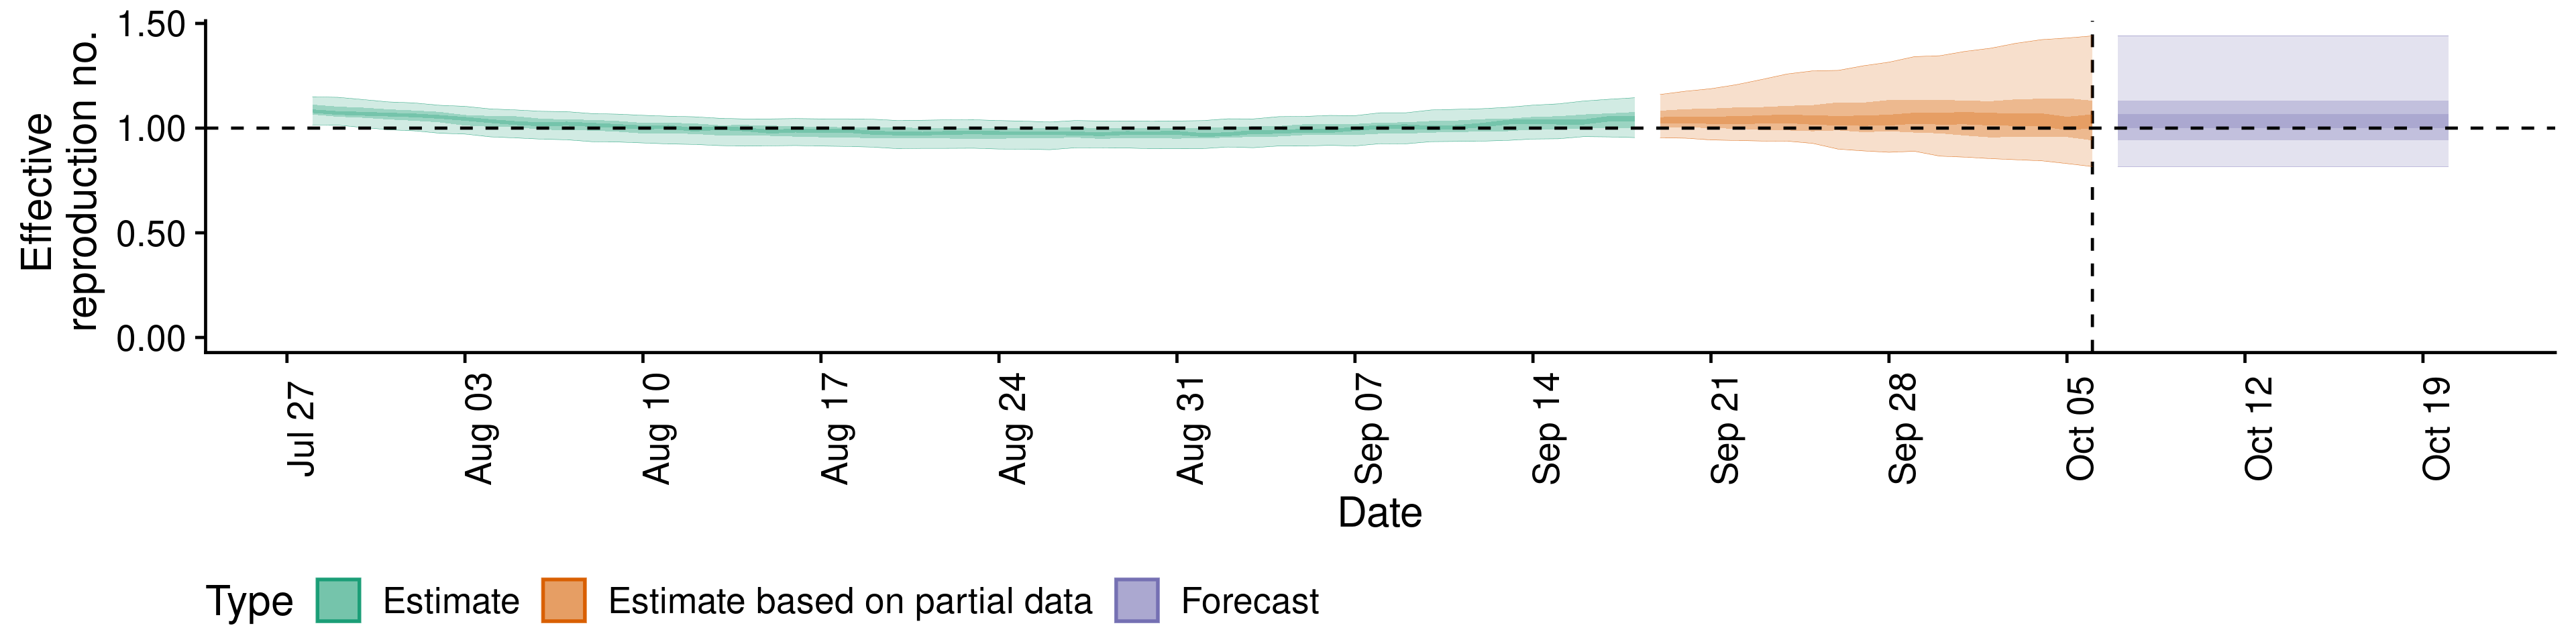 Effective
reproduction no.
1.50
1.00
0.50
0.00
Jul 27
Aug 03
Aug 10
Aug 17
Aug 24
Aug 31
Sep 07
Sep 14
Sep 21
Sep 28
Oct 05
Oct 12
Oct 19
Date
Type Estimate Estimate based on partial data Forecast